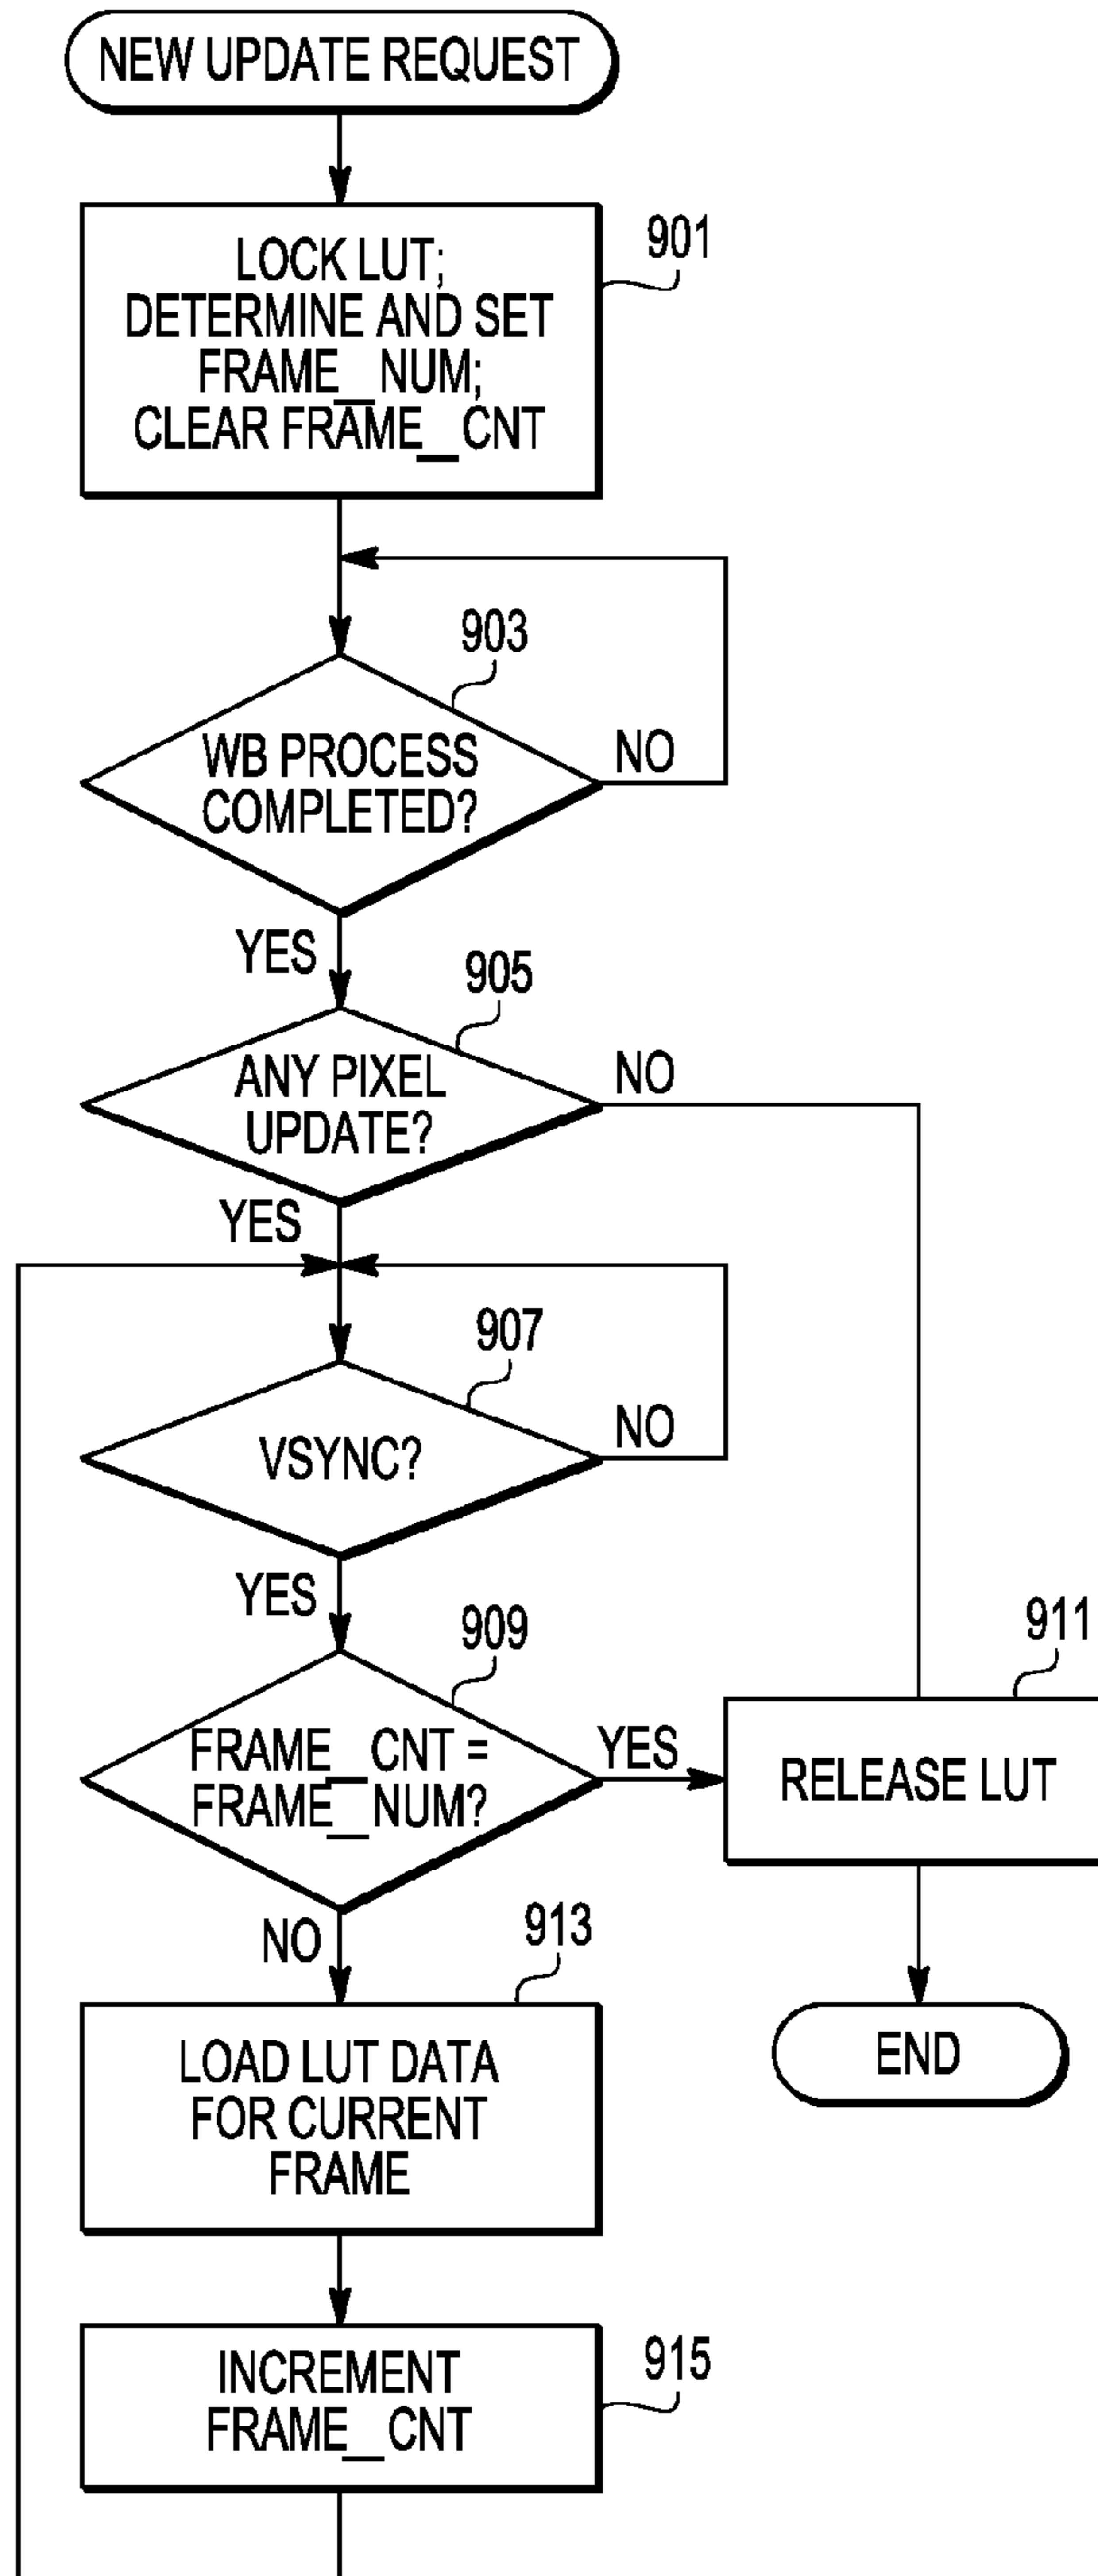 NEW UPDATE REQUEST
901
LOCK LUT;
DETERMINE AND SET
FRAME_NUM;
CLEAR FRAME_CNT
903
WB PROCESS
COMPLETED?
NO
YES
905
ANY PIXEL
UPDATE?
NO
YES
907
VSYNC?
NO
YES
909
FRAME_CNT =
FRAME_NUM?
YES
911
RELEASE LUT
NO
913
LOAD LUT DATA
FOR CURRENT
FRAME
END
915
INCREMENT
FRAME_CNT